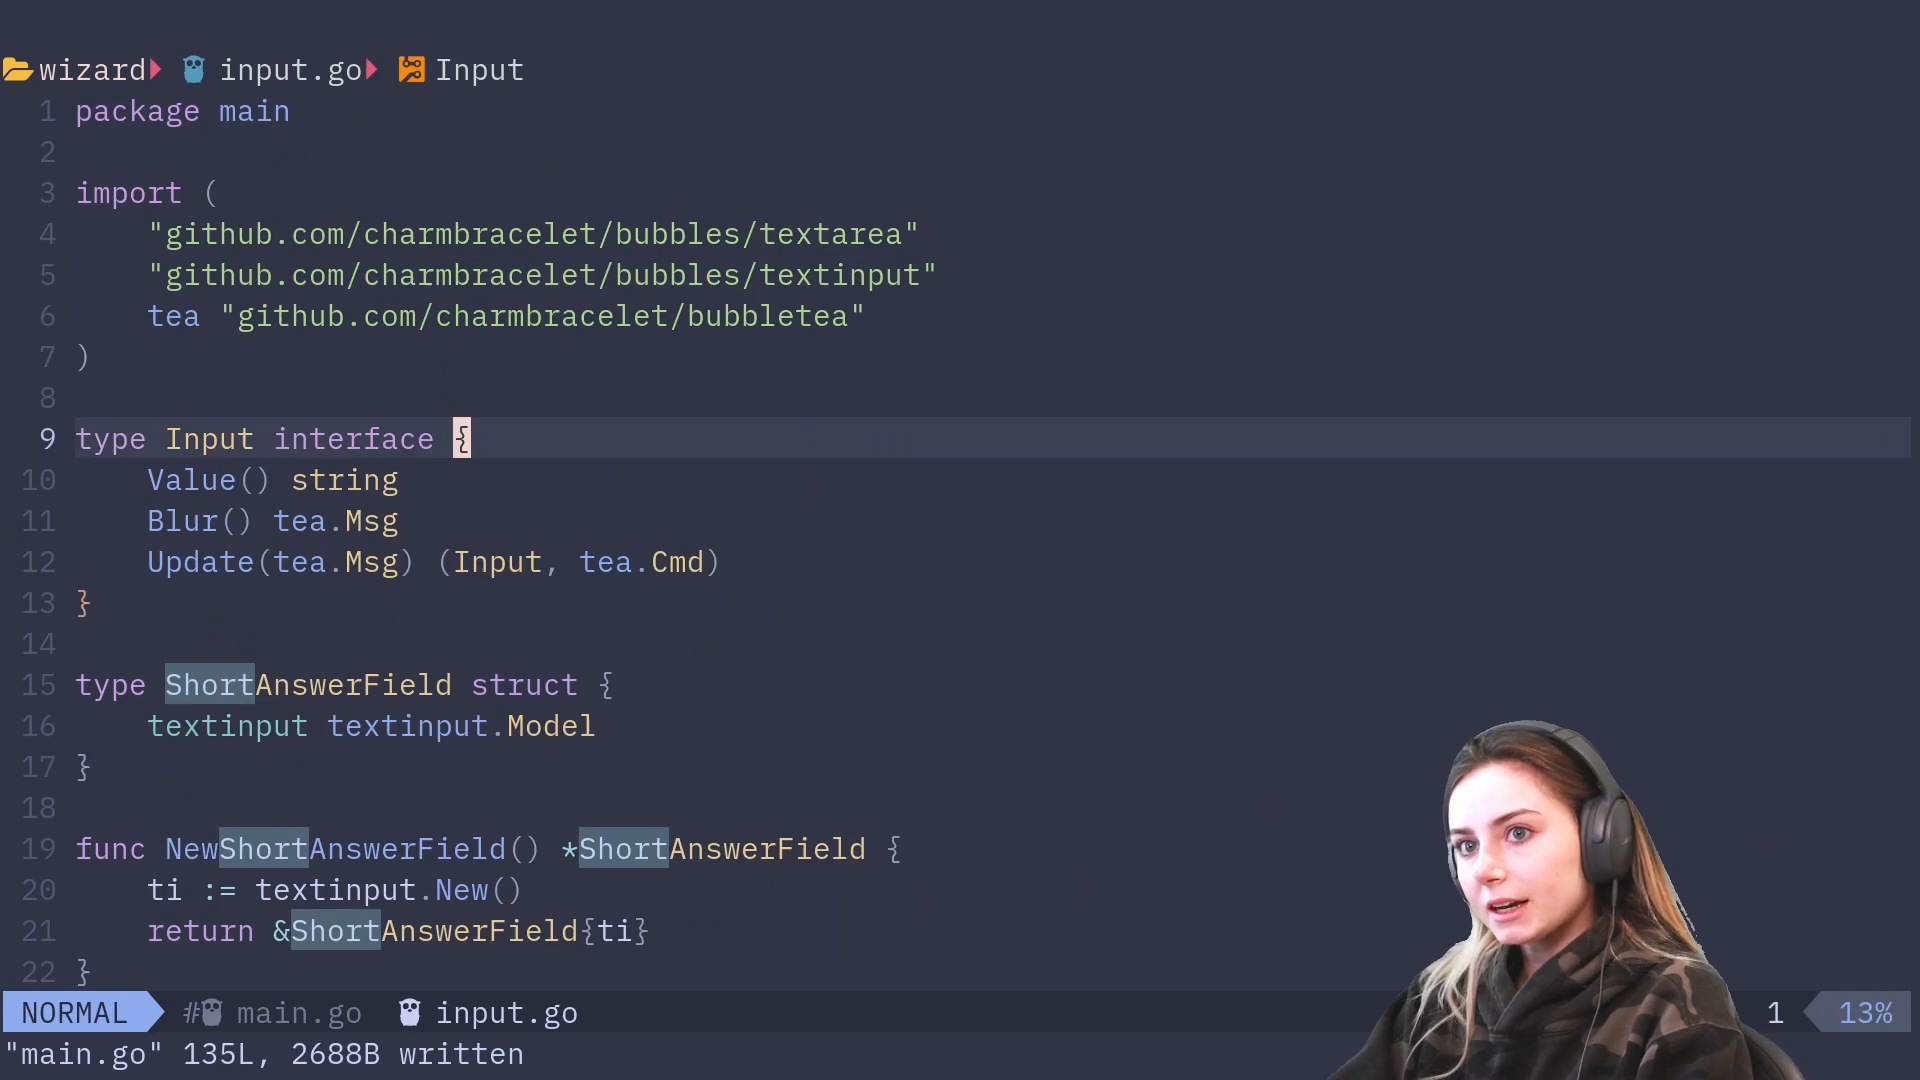 wizard input.go Input
1 package main
2
3 import (
4 "github.com/charmbracelet/bubbles/textarea"
5 "github.com/charmbracelet/bubbles/textinput"
6 tea "github.com/charmbracelet/bubbletea"
7 )
8
9 type Input interface {
10 Value() string
11 Blur() tea.Msg
12 Update(tea.Msg) (Input, tea.Cmd)
13 }
14
15 type ShortAnswerField struct {
16 textinput textinput.Model
17 }
18
19 func NewShortAnswerField() *ShortAnswerField {
20 ti := textinput.New()
21 return &ShortAnswerField{ti}
22 }
NORMAL # main.go input.go 1 13%
"main.go" 135L, 2688B written